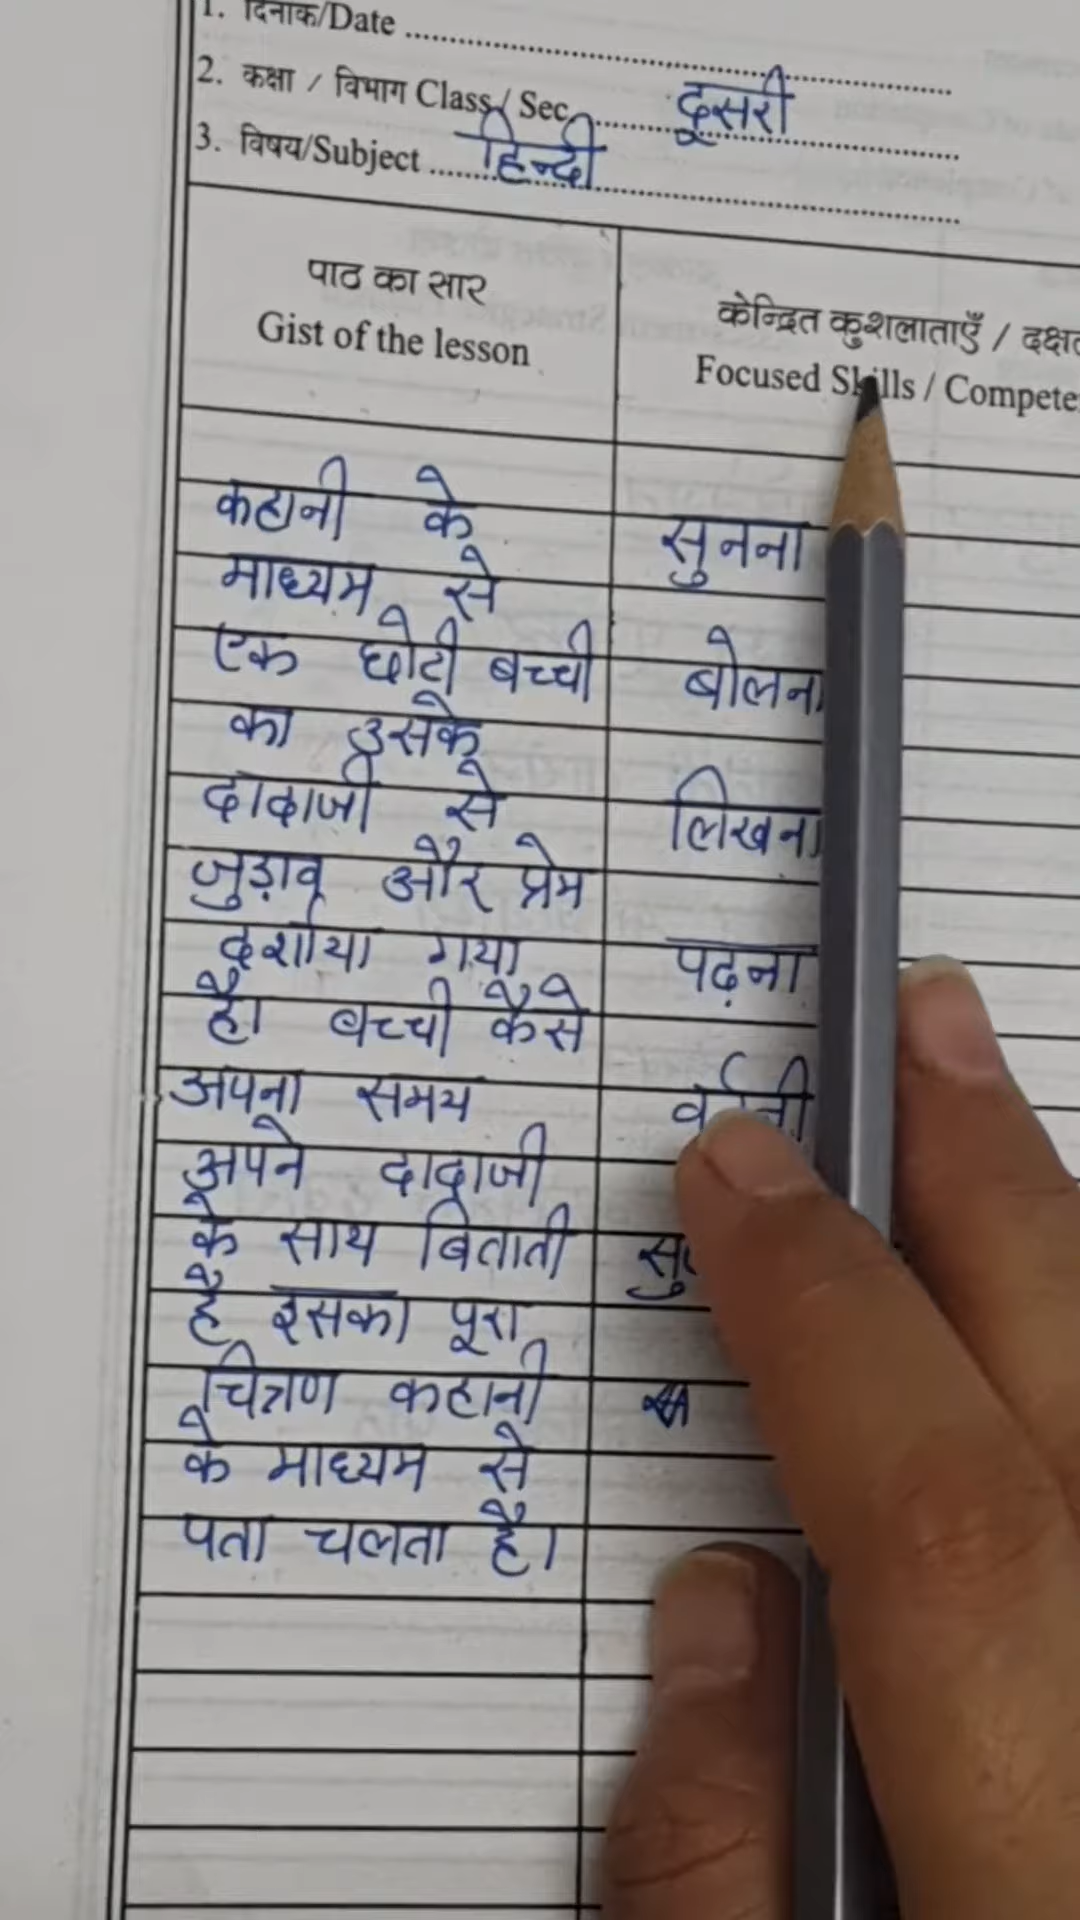 1. दिनांक/Date
2. कक्षा / विभाग Class / Sec. दूसरी
3. विषय/Subject हिन्दी
पाठ का सार
Gist of the lesson
केन्द्रित कुशलाताएँ /
Focused Skills /
कहानी के
माध्यम से
एक छोटी बच्ची
का उसके
दादाजी से
जुड़ाव और प्रेम
दर्शाया गया
है। बच्ची कैसे
अपना समय
अपने दादाजी
के साथ बिताती
है इसका पूरा
चित्रण कहानी
के माध्यम से
पता चलता है।
सुनना
बोलना
लिखना
पढ़ना